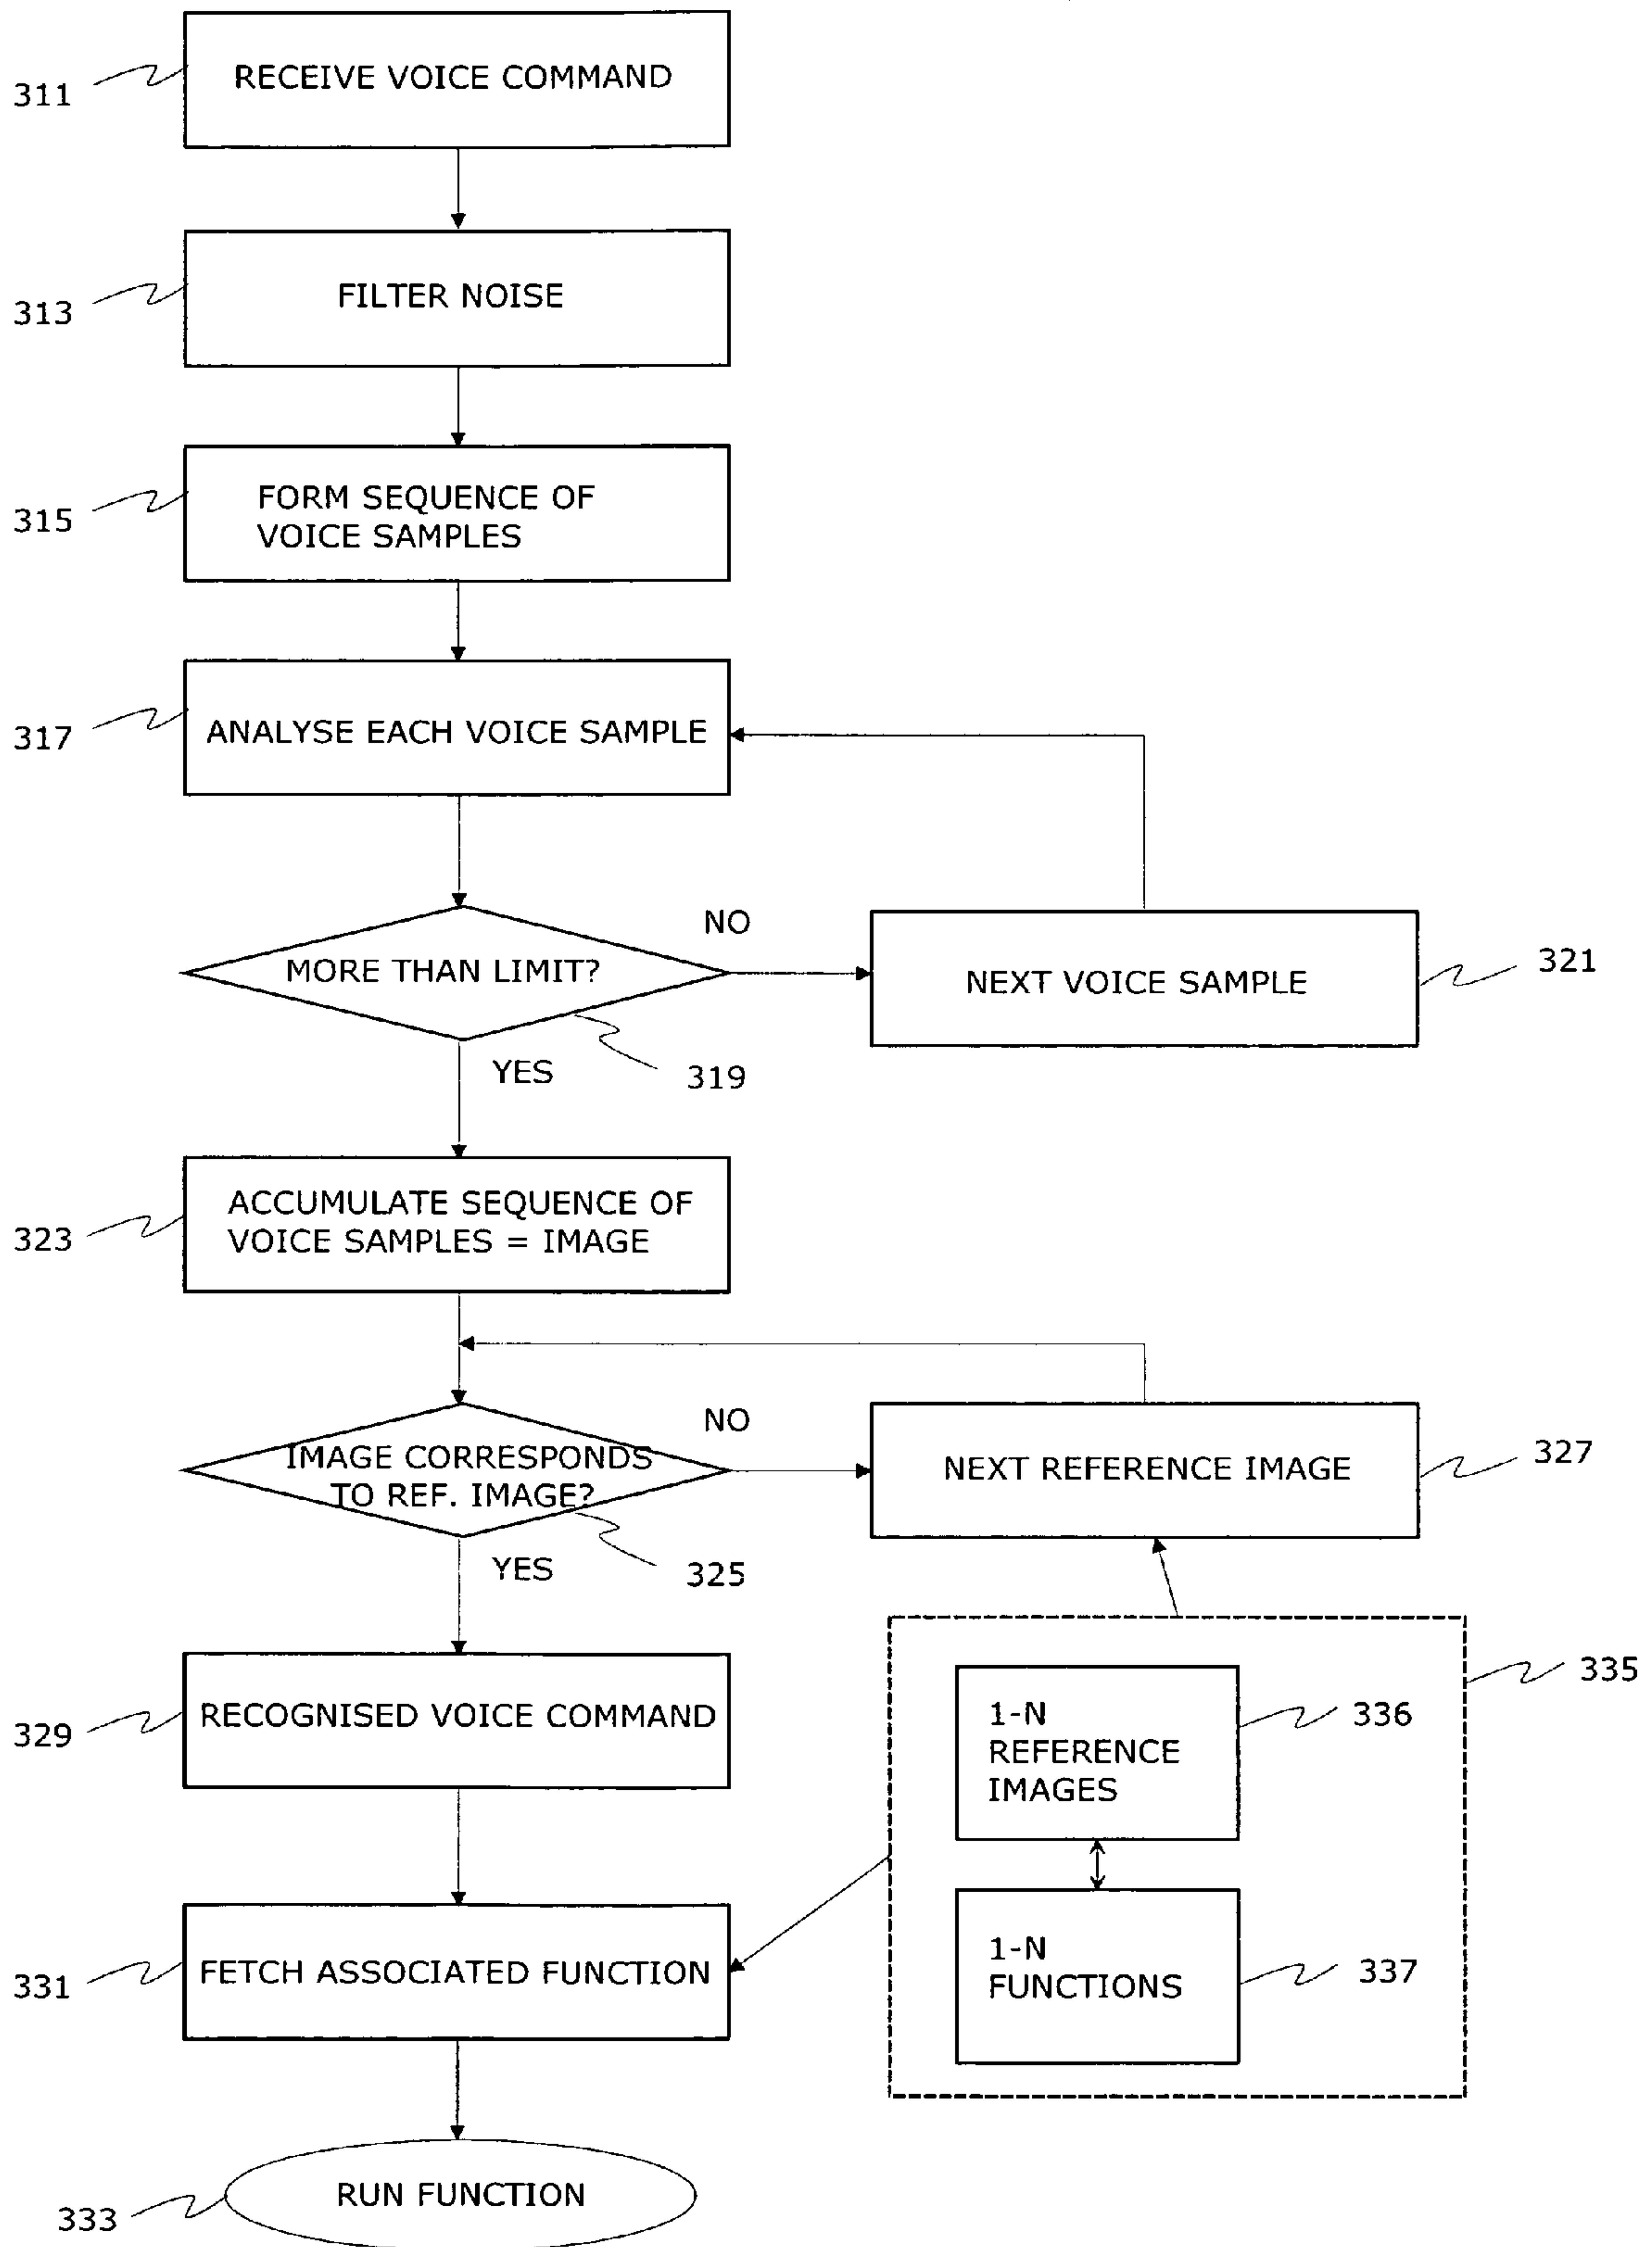 RECEIVE VOICE COMMAND
311
FILTER NOISE
313
FORM SEQUENCE OF
VOICE SAMPLES
315
ANALYSE EACH VOICE SAMPLE
317
NO
MORE THAN LIMIT?
NEXT VOICE SAMPLE
321
YES
319
ACCUMULATE SEQUENCE OF
VOICE SAMPLES = IMAGE
323
NO
IMAGE CORRESPONDS
TO REF. IMAGE?
NEXT REFERENCE IMAGE
327
YES
325
RECOGNISED VOICE COMMAND
329
335
1-N
REFERENCE
IMAGES
336
FETCH ASSOCIATED FUNCTION
331
1-N
FUNCTIONS
337
RUN FUNCTION
333